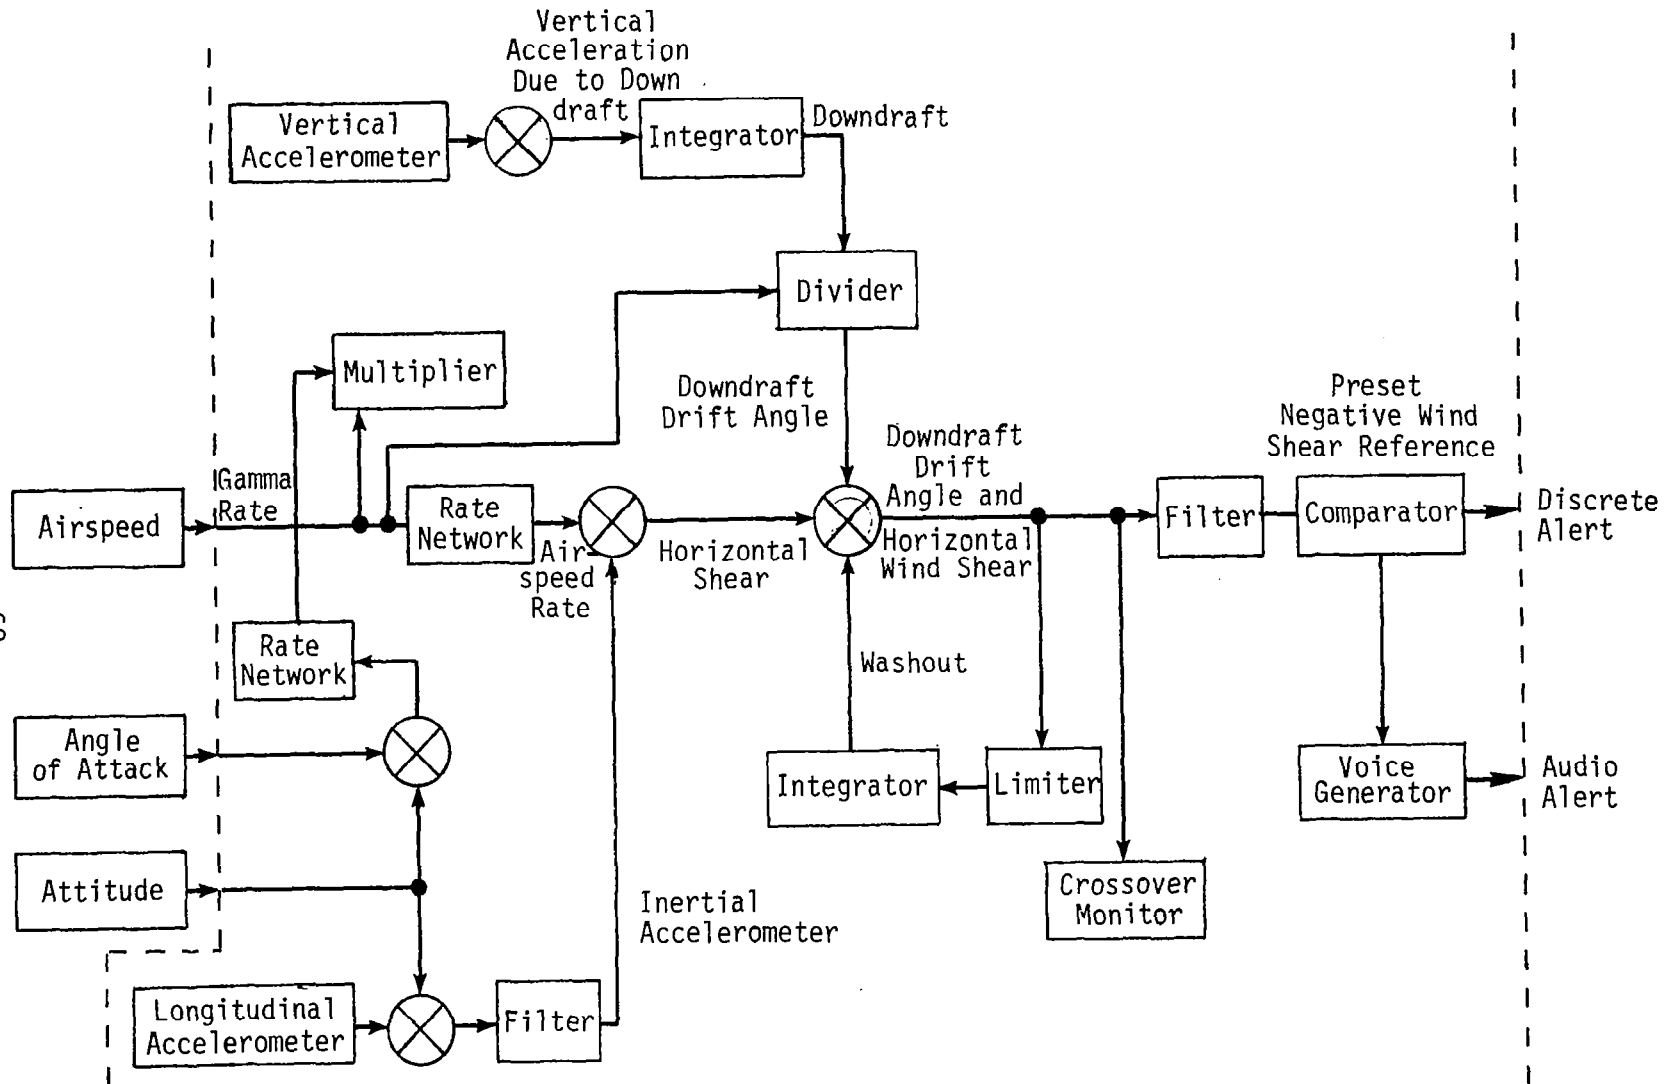 Vertical
Acceleration
Due to Down
draft
Vertical
Accelerometer
Integrator
Downdraft
Divider
Multiplier
Downdraft
Drift Angle
Preset
Negative Wind
Shear Reference
Airspeed
Gamma
Rate
Rate
Network
Air-
speed
Rate
Horizontal
Shear
Downdraft
Drift
Angle and
Horizontal
Wind Shear
Filter
Comparator
Discrete
Alert
Rate
Network
Washout
Angle
of Attack
Integrator
Limiter
Voice
Generator
Audio
Alert
Attitude
Crossover
Monitor
Inertial
Accelerometer
Longitudinal
Accelerometer
Filter